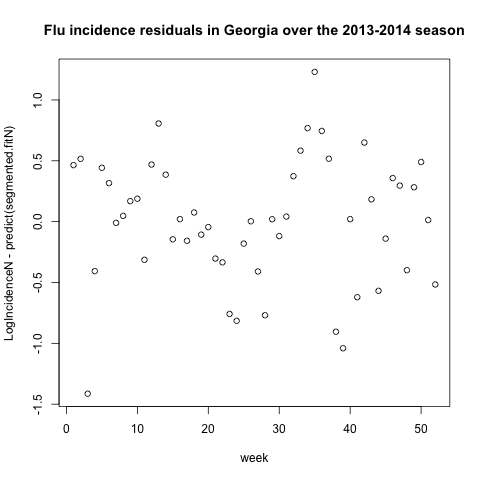 Flu incidence residuals in Georgia over the 2013-2014 season
LogIncidenceN - predict(segmented.fitN)
1.0
0.5
0.0
-0.5
-1.0
-1.5
0 10 20 30 40 50
week